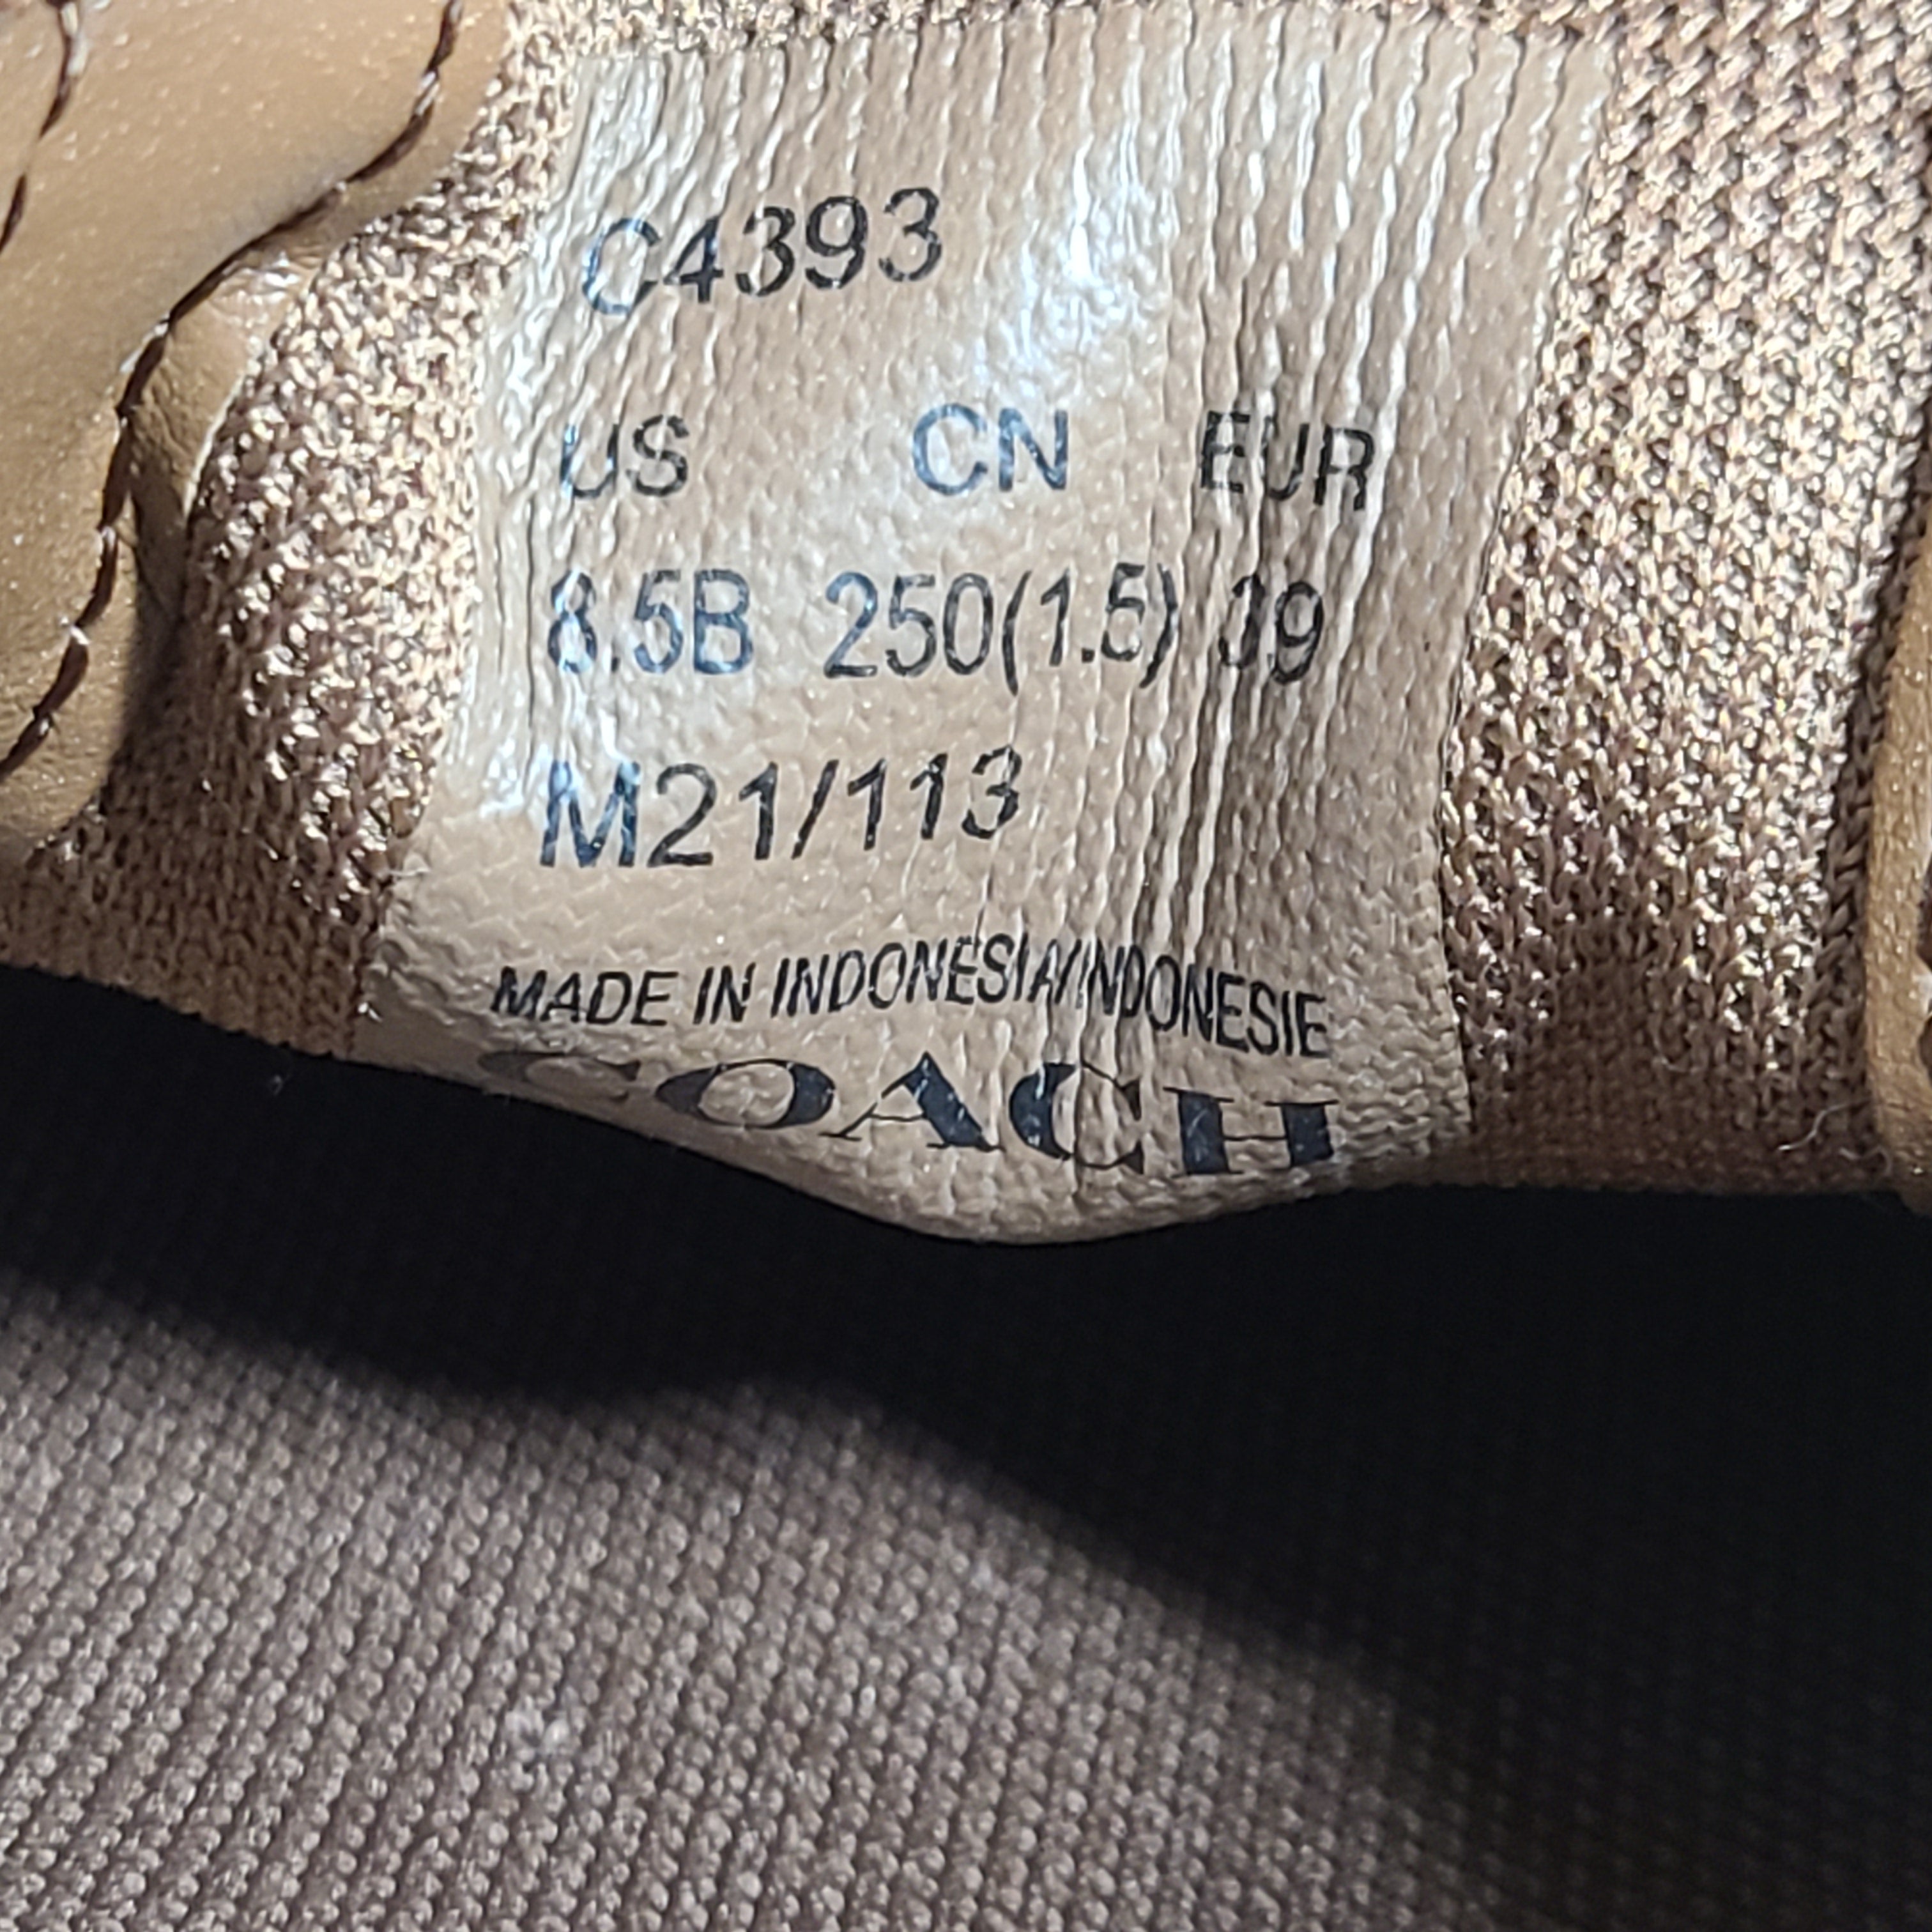 C4393
US CN EUR
8.5B 250(1.5) 39
M21/113
MADE IN INDONESIA/INDONESIE
COACH